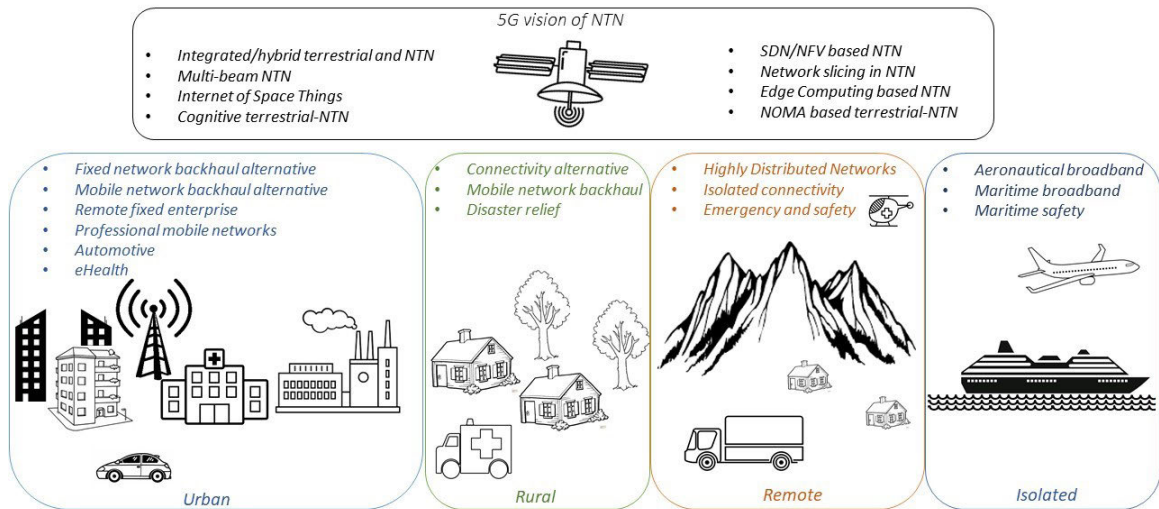 5G vision of NTN
• Integrated/hybrid terrestrial and NTN
• Multi-beam NTN
• Internet of Space Things
• Cognitive terrestrial-NTN
• SDN/NFV based NTN
• Network slicing in NTN
• Edge Computing based NTN
• NOMA based terrestrial-NTN
• Fixed network backhaul alternative
• Mobile network backhaul alternative
• Remote fixed enterprise
• Professional mobile networks
• Automotive
• eHealth
Urban
• Connectivity alternative
• Mobile network backhaul
• Disaster relief
Rural
• Highly Distributed Networks
• Isolated connectivity
• Emergency and safety
Remote
• Aeronautical broadband
• Maritime broadband
• Maritime safety
Isolated